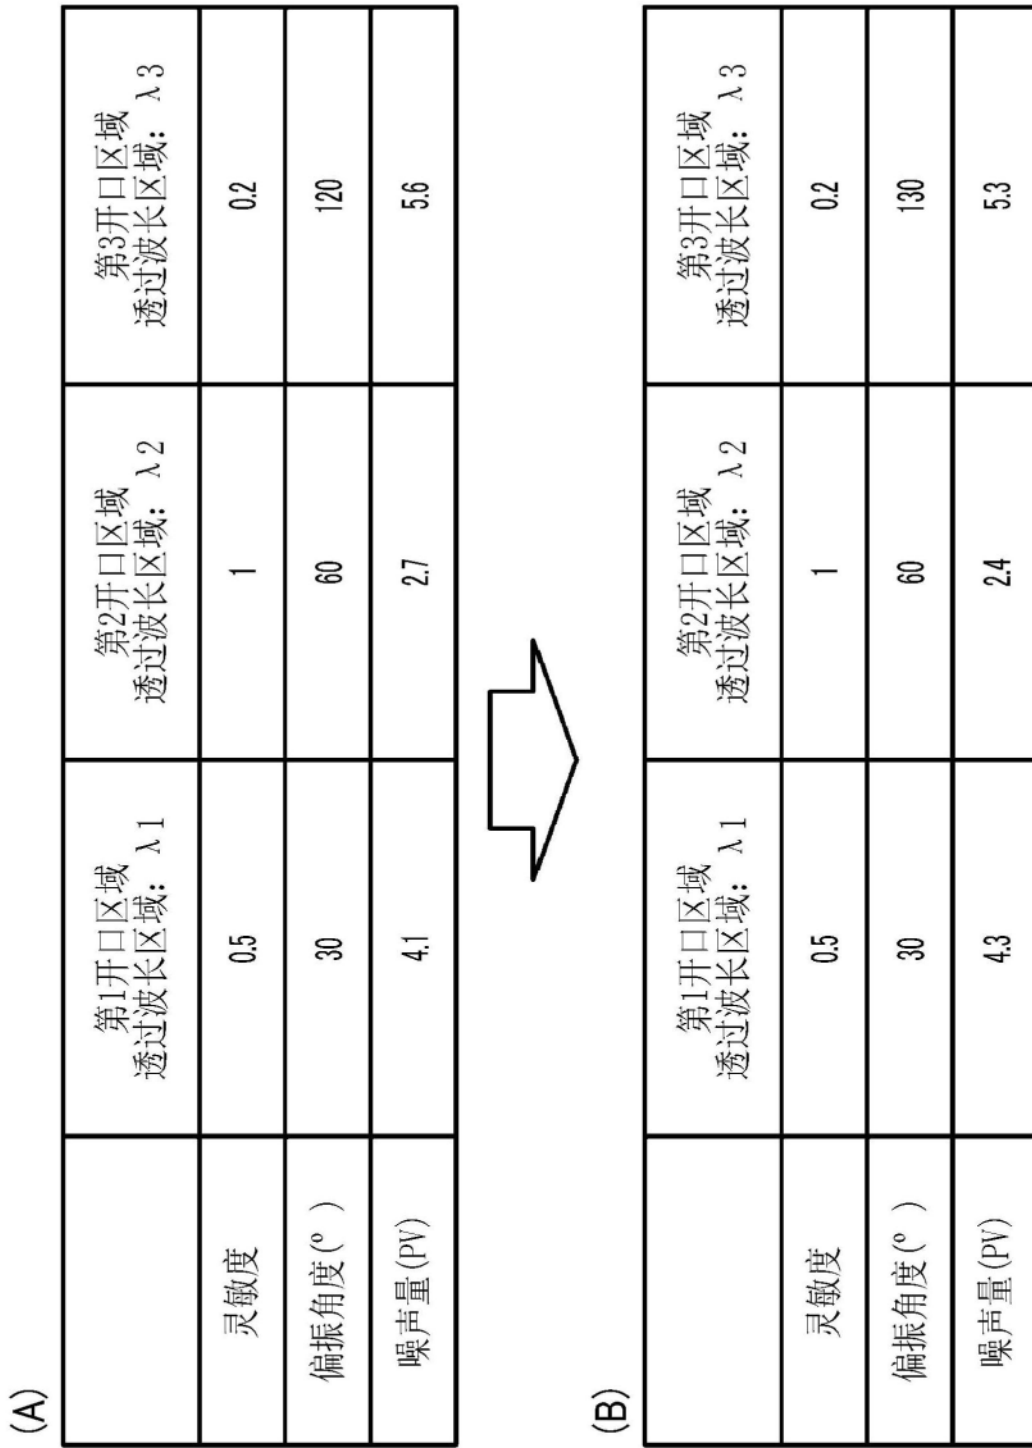 (A)
第1开口区域
透过波长区域：λ1
第2开口区域
透过波长区域：λ2
第3开口区域
透过波长区域：λ3
灵敏度 0.5 1 0.2
偏振角度(° ) 30 60 120
噪声量(PV) 4.1 2.7 5.6
(B)
第1开口区域
透过波长区域：λ1
第2开口区域
透过波长区域：λ2
第3开口区域
透过波长区域：λ3
灵敏度 0.5 1 0.2
偏振角度(° ) 30 60 130
噪声量(PV) 4.3 2.4 5.3